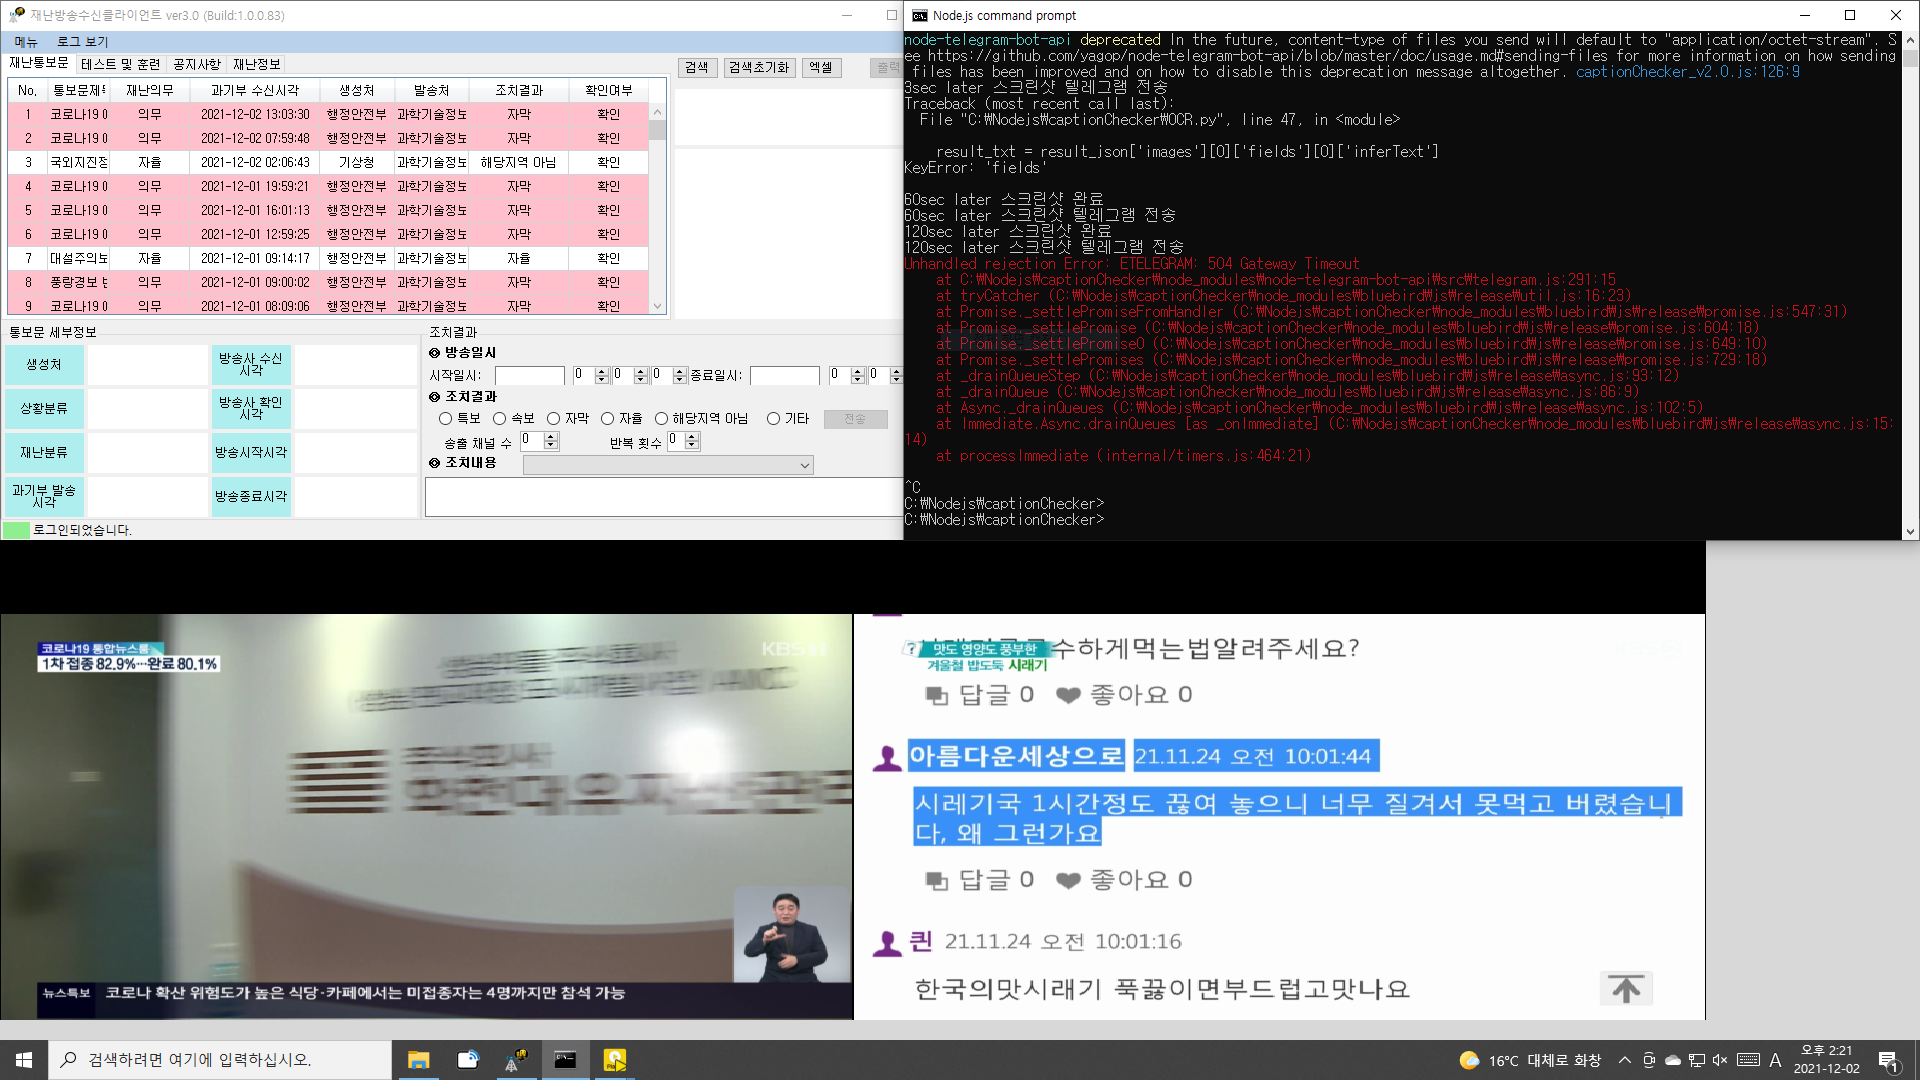 재난방송수신클라이언트 ver3.0 (Build:1.0.0.83)
메뉴 로그 보기
재난통보문 테스트 및 훈련 공지사항 재난정보
검색 검색초기화 엑셀 출력
No. 통보문제목 재난의무 과기부 수신시각 생성처 발송처 조치결과 확인여부
1 코로나19 0 의무 2021-12-02 13:03:30 행정안전부 과학기술정보 자막 확인
2 코로나19 0 의무 2021-12-02 07:59:48 행정안전부 과학기술정보 자막 확인
3 국외지진정 자율 2021-12-02 02:06:43 기상청 과학기술정보 해당지역 아님 확인
4 코로나19 0 의무 2021-12-01 19:59:21 행정안전부 과학기술정보 자막 확인
5 코로나19 0 의무 2021-12-01 16:01:13 행정안전부 과학기술정보 자막 확인
6 코로나19 0 의무 2021-12-01 12:59:25 행정안전부 과학기술정보 자막 확인
7 대설주의보 자율 2021-12-01 09:14:17 행정안전부 과학기술정보 자율 확인
8 풍랑경보 변 의무 2021-12-01 09:00:02 행정안전부 과학기술정보 자막 확인
9 코로나19 0 의무 2021-12-01 08:09:06 행정안전부 과학기술정보 자막 확인
통보문 세부정보
생성처
방송사 수신
시각
상황분류
방송사 확인
시각
재난분류
방송시작시각
과기부 발송
시각
방송종료시각
조치결과
방송일시
시작일시: 0 0 0 종료일시: 0 0
조치결과
특보 속보 자막 자율 해당지역 아님 기타 전송
송출 채널 수 0 반복 횟수 0
조치내용
로그인되었습니다.
Node.js command prompt
node-telegram-bot-api deprecated In the future, content-type of files you send will default to "application/octet-stream". S
ee https://github.com/yagop/node-telegram-bot-api/blob/master/doc/usage.md#sending-files for more information on how sending
files has been improved and on how to disable this deprecation message altogether. captionChecker_v2.0.js:126:9
3sec later 스크린샷 텔레그램 전송
Traceback (most recent call last):
File "C:₩Nodejs₩captionChecker₩OCR.py", line 47, in <module>
result_txt = result_json['images'][0]['fields'][0]['inferText']
KeyError: 'fields'
60sec later 스크린샷 완료
60sec later 스크린샷 텔레그램 전송
120sec later 스크린샷 완료
120sec later 스크린샷 텔레그램 전송
Unhandled rejection Error: ETELEGRAM: 504 Gateway Timeout
at C:₩Nodejs₩captionChecker₩node_modules₩node-telegram-bot-api₩src₩telegram.js:291:15
at tryCatcher (C:₩Nodejs₩captionChecker₩node_modules₩bluebird₩js₩release₩util.js:16:23)
at Promise._settlePromiseFromHandler (C:₩Nodejs₩captionChecker₩node_modules₩bluebird₩js₩release₩promise.js:547:31)
at Promise._settlePromise (C:₩Nodejs₩captionChecker₩node_modules₩bluebird₩js₩release₩promise.js:604:18)
at Promise._settlePromise0 (C:₩Nodejs₩captionChecker₩node_modules₩bluebird₩js₩release₩promise.js:649:10)
at Promise._settlePromises (C:₩Nodejs₩captionChecker₩node_modules₩bluebird₩js₩release₩promise.js:729:18)
at _drainQueueStep (C:₩Nodejs₩captionChecker₩node_modules₩bluebird₩js₩release₩async.js:93:12)
at _drainQueue (C:₩Nodejs₩captionChecker₩node_modules₩bluebird₩js₩release₩async.js:86:9)
at Async._drainQueues (C:₩Nodejs₩captionChecker₩node_modules₩bluebird₩js₩release₩async.js:102:5)
at Immediate.Async.drainQueues [as _onImmediate] (C:₩Nodejs₩captionChecker₩node_modules₩bluebird₩js₩release₩async.js:15:
14)
at processImmediate (internal/timers.js:464:21)
^C
C:₩Nodejs₩captionChecker>
C:₩Nodejs₩captionChecker>
코로나19 통합뉴스룸
1차 접종 82.9%···완료 80.1%
KBS
뉴스특보 코로나 확산 위험도가 높은 식당·카페에서는 미접종자는 4명까지만 참석 가능
맛도 영양도 풍부한
겨울철 밥도둑 시래기
수하게먹는법알려주세요?
답글 0 좋아요 0
아름다운세상으로 21.11.24 오전 10:01:44
시레기국 1시간정도 끊여 놓으니 너무 질겨서 못먹고 버렸습니
다, 왜 그런가요
답글 0 좋아요 0
퀸 21.11.24 오전 10:01:16
한국의맛시래기 푹끓이면부드럽고맛나요
검색하려면 여기에 입력하십시오.
16℃ 대체로 화창
A
오후 2:21
2021-12-02
1